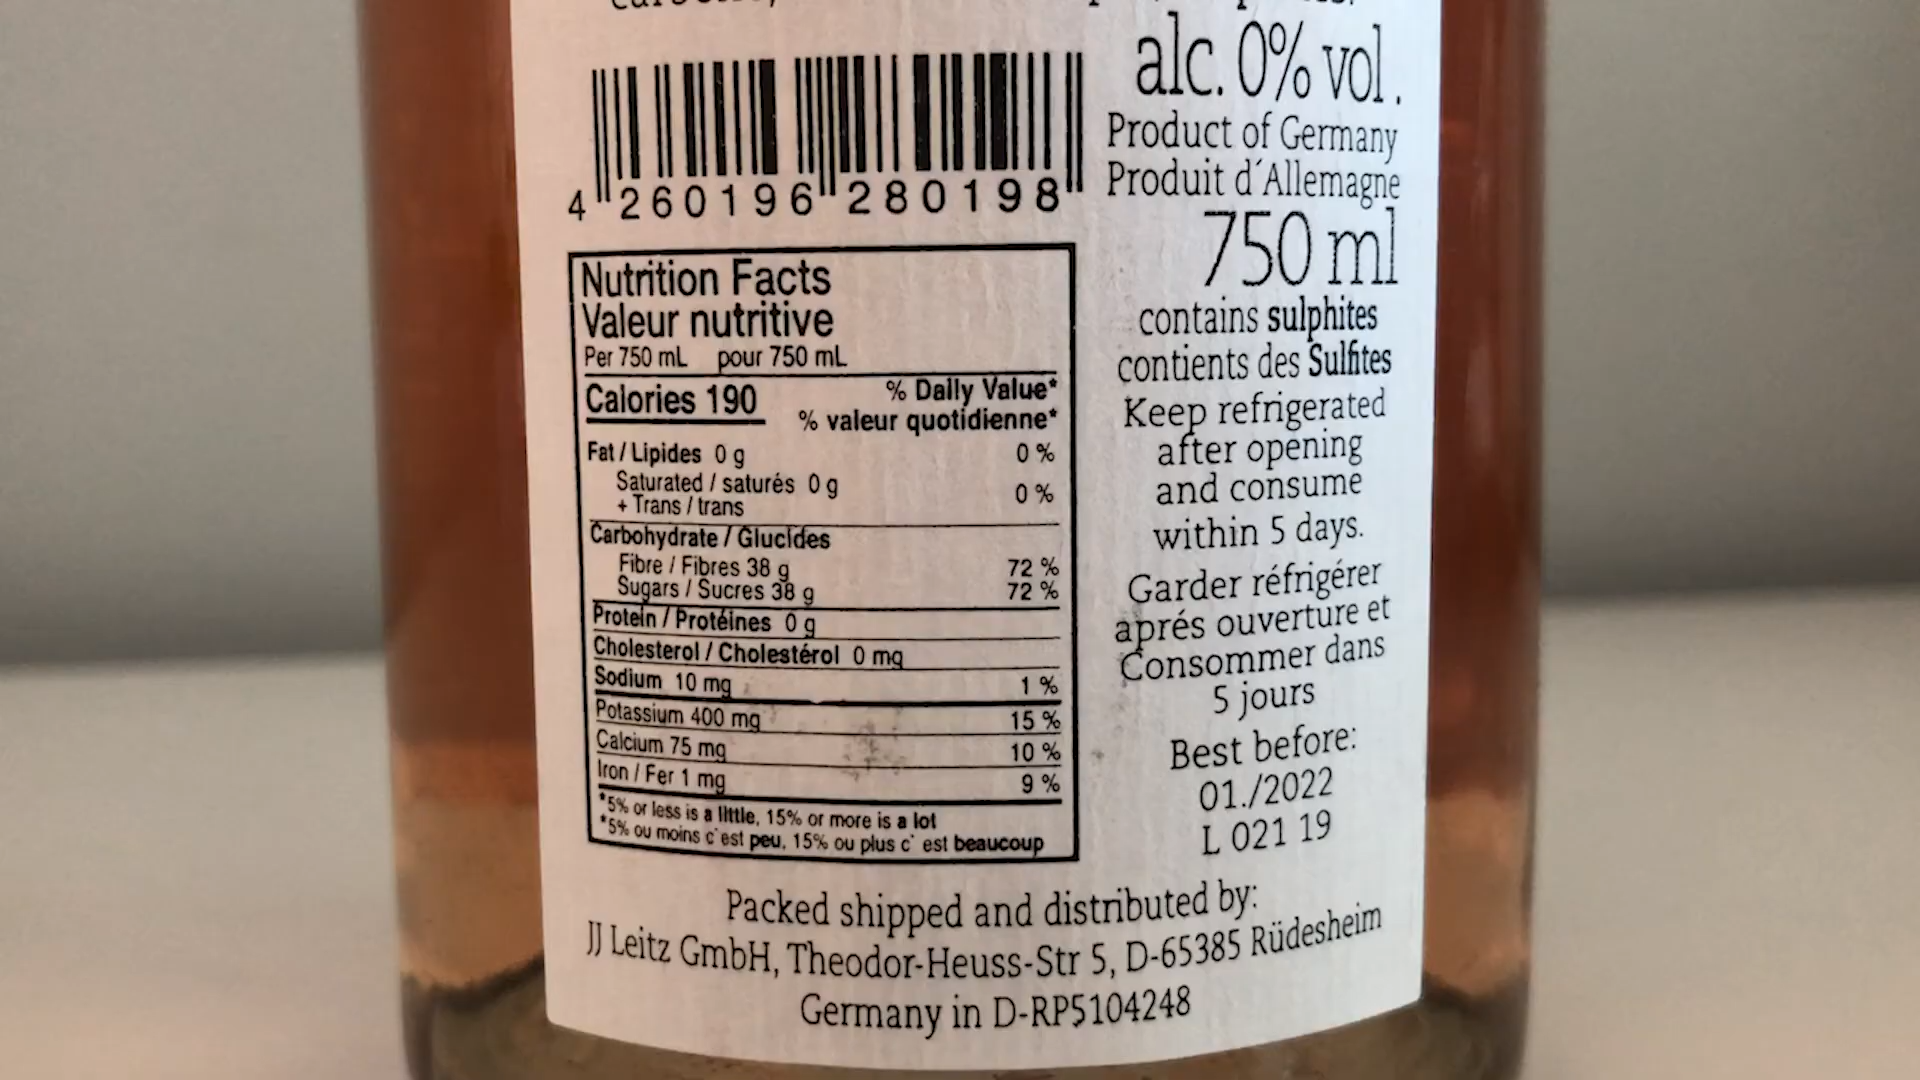 alc. 0% vol.
Product of Germany
Produit d´Allemagne
750 ml
contains sulphites
contients des Sulfites
Keep refrigerated
after opening
and consume
within 5 days.
Garder réfrigérer
aprés ouverture et
Consommer dans
5 jours
Best before:
01./2022
L 021 19
4 260196 280198
Nutrition Facts
Valeur nutritive
Per 750 mL pour 750 mL
Calories 190
% Daily Value*
% valeur quotidienne*
Fat / Lipides 0 g 0 %
Saturated / saturés 0 g
+ Trans / trans 0 %
Carbohydrate / Glucides
Fibre / Fibres 38 g 72 %
Sugars / Sucres 38 g 72 %
Protein / Protéines 0 g
Cholesterol / Cholestérol 0 mg
Sodium 10 mg 1 %
Potassium 400 mg 15 %
Calcium 75 mg 10 %
Iron / Fer 1 mg 9 %
*5% or less is a little, 15% or more is a lot
*5% ou moins c'est peu, 15% ou plus c' est beaucoup
Packed shipped and distributed by:
JJ Leitz GmbH, Theodor-Heuss-Str 5, D-65385 Rüdesheim
Germany in D-RP5104248